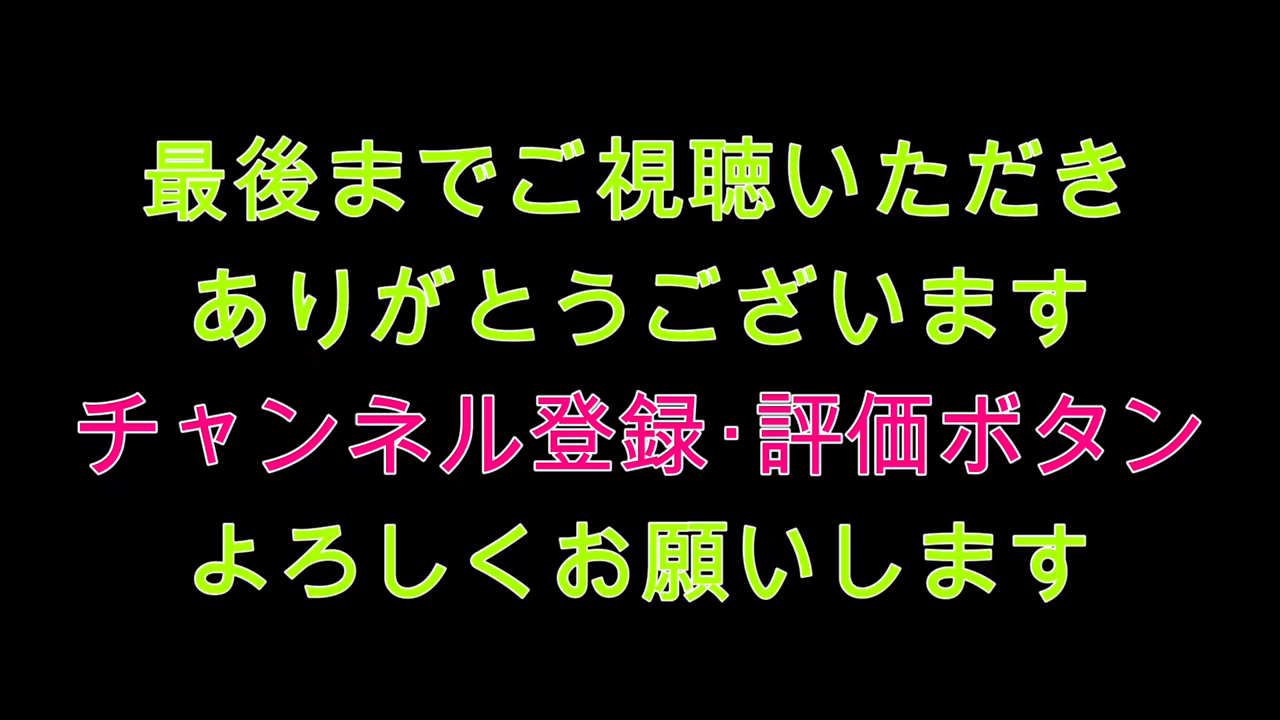 最後までご視聴いただき
ありがとうございます
チャンネル登録･評価ボタン
よろしくお願いします